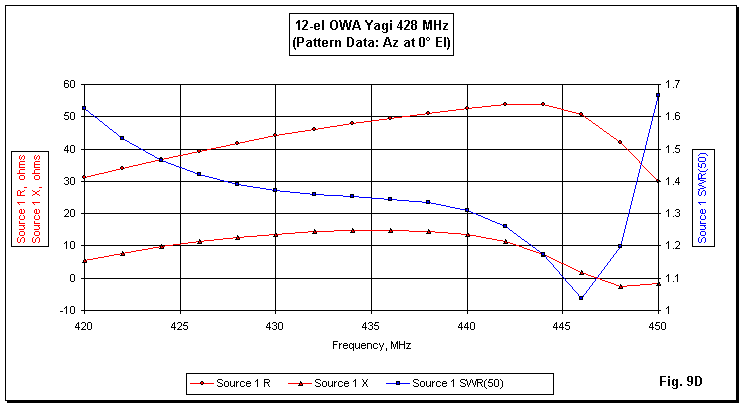 12-el OWA Yagi 428 MHz
(Pattern Data: Az at 0° El)
60
50
40
30
20
10
0
-10
Source 1 R, ohms
Source 1 X, ohms
1.7
1.6
1.5
1.4
1.3
1.2
1.1
1
Source 1 SWR(50)
420
425
430
435
440
445
450
Frequency, MHz
Source 1 R
Source 1 X
Source 1 SWR(50)
Fig. 9D